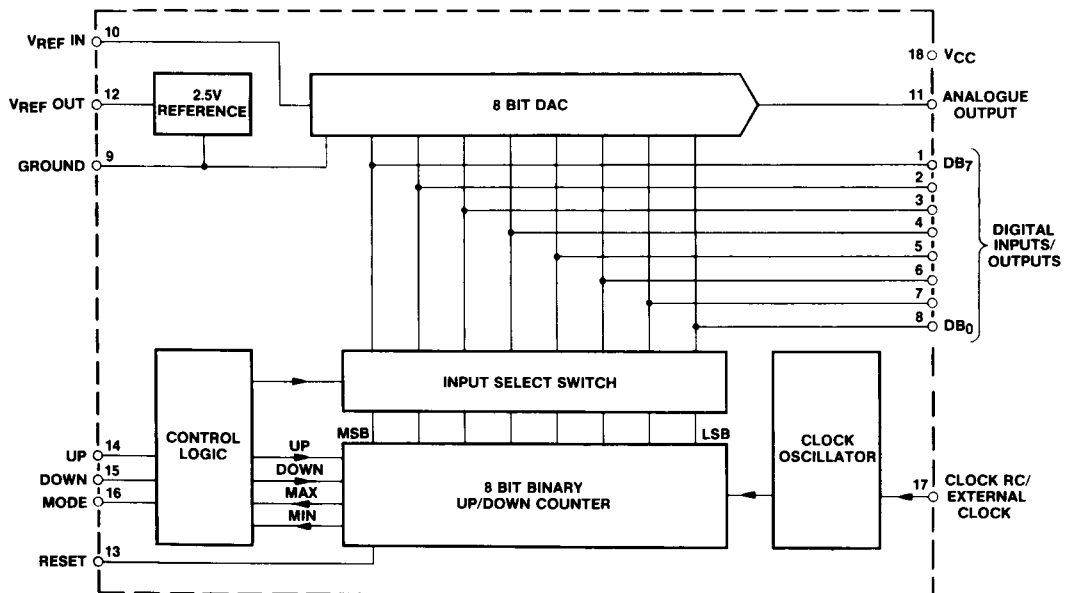 VREF IN
10
18
VCC
VREF OUT
12
2.5V
REFERENCE
8 BIT DAC
11
ANALOGUE
OUTPUT
GROUND
9
1
DB7
2
3
4
5
6
7
8
DB0
DIGITAL
INPUTS/
OUTPUTS
INPUT SELECT SWITCH
CONTROL
LOGIC
MSB
LSB
CLOCK
OSCILLATOR
UP
14
DOWN
15
MODE
16
UP
DOWN
MAX
MIN
8 BIT BINARY
UP/DOWN COUNTER
17
CLOCK RC/
EXTERNAL
CLOCK
RESET
13